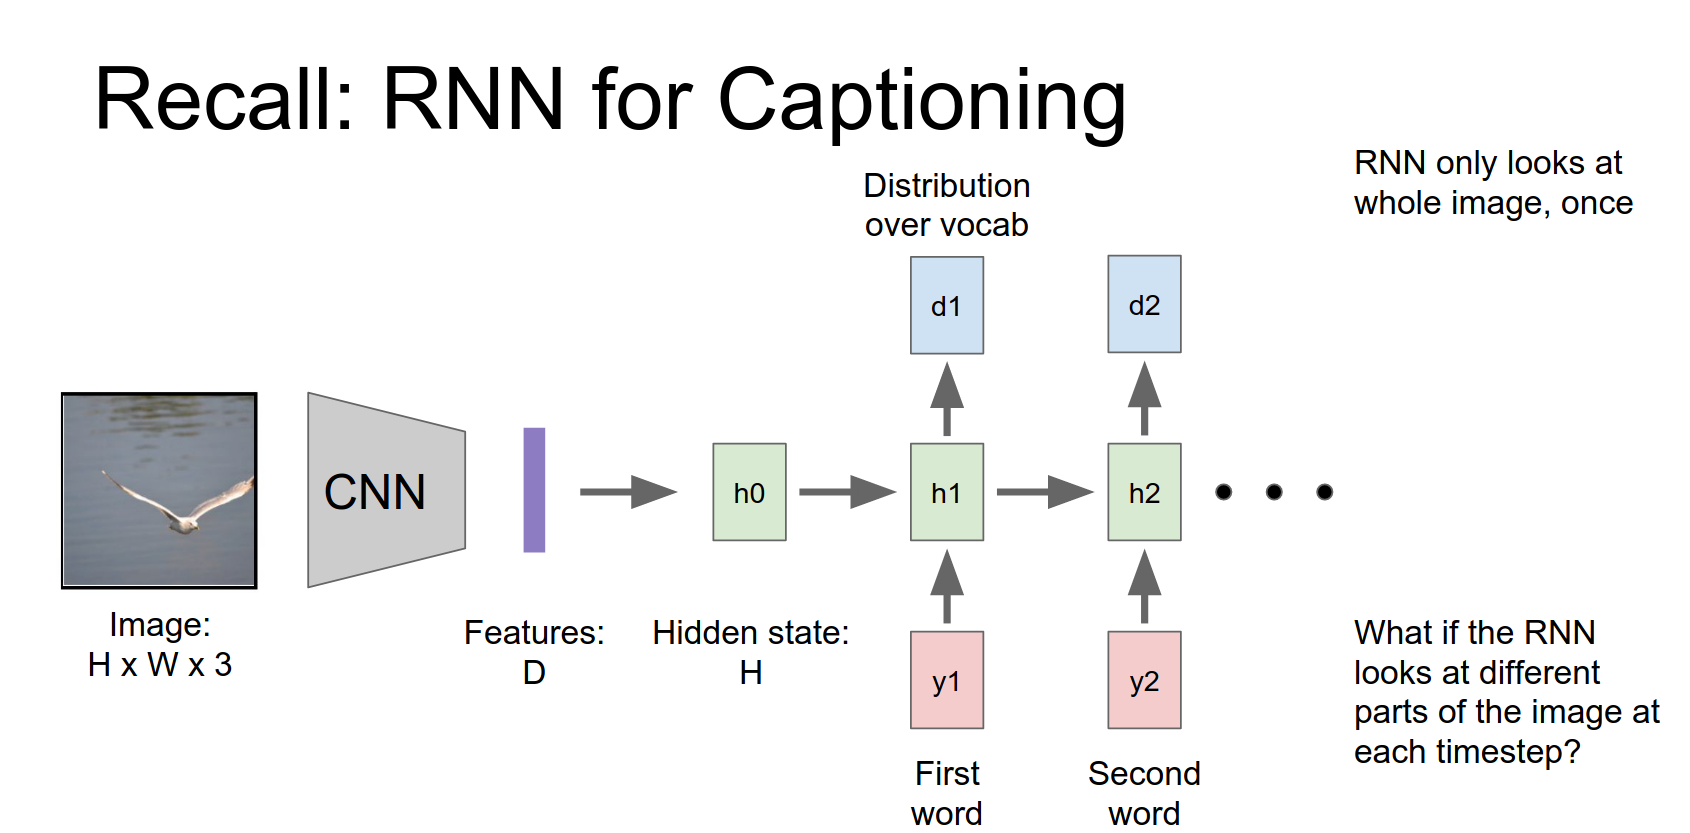 Recall: RNN for Captioning
RNN only looks at
whole image, once
Distribution
over vocab
d1
d2
CNN
h0
h1
h2
Image:
H x W x 3
Features:
D
Hidden state:
H
y1
y2
First
word
Second
word
What if the RNN
looks at different
parts of the image at
each timestep?